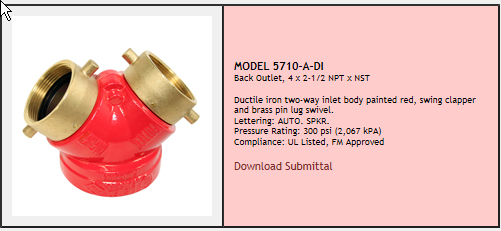 MODEL 5710-A-DI
Back Outlet, 4 x 2-1/2 NPT x NST
Ductile iron two-way inlet body painted red, swing clapper
and brass pin lug swivel.
Lettering: AUTO. SPKR.
Pressure Rating: 300 psi (2,067 kPA)
Compliance: UL Listed, FM Approved
Download Submittal